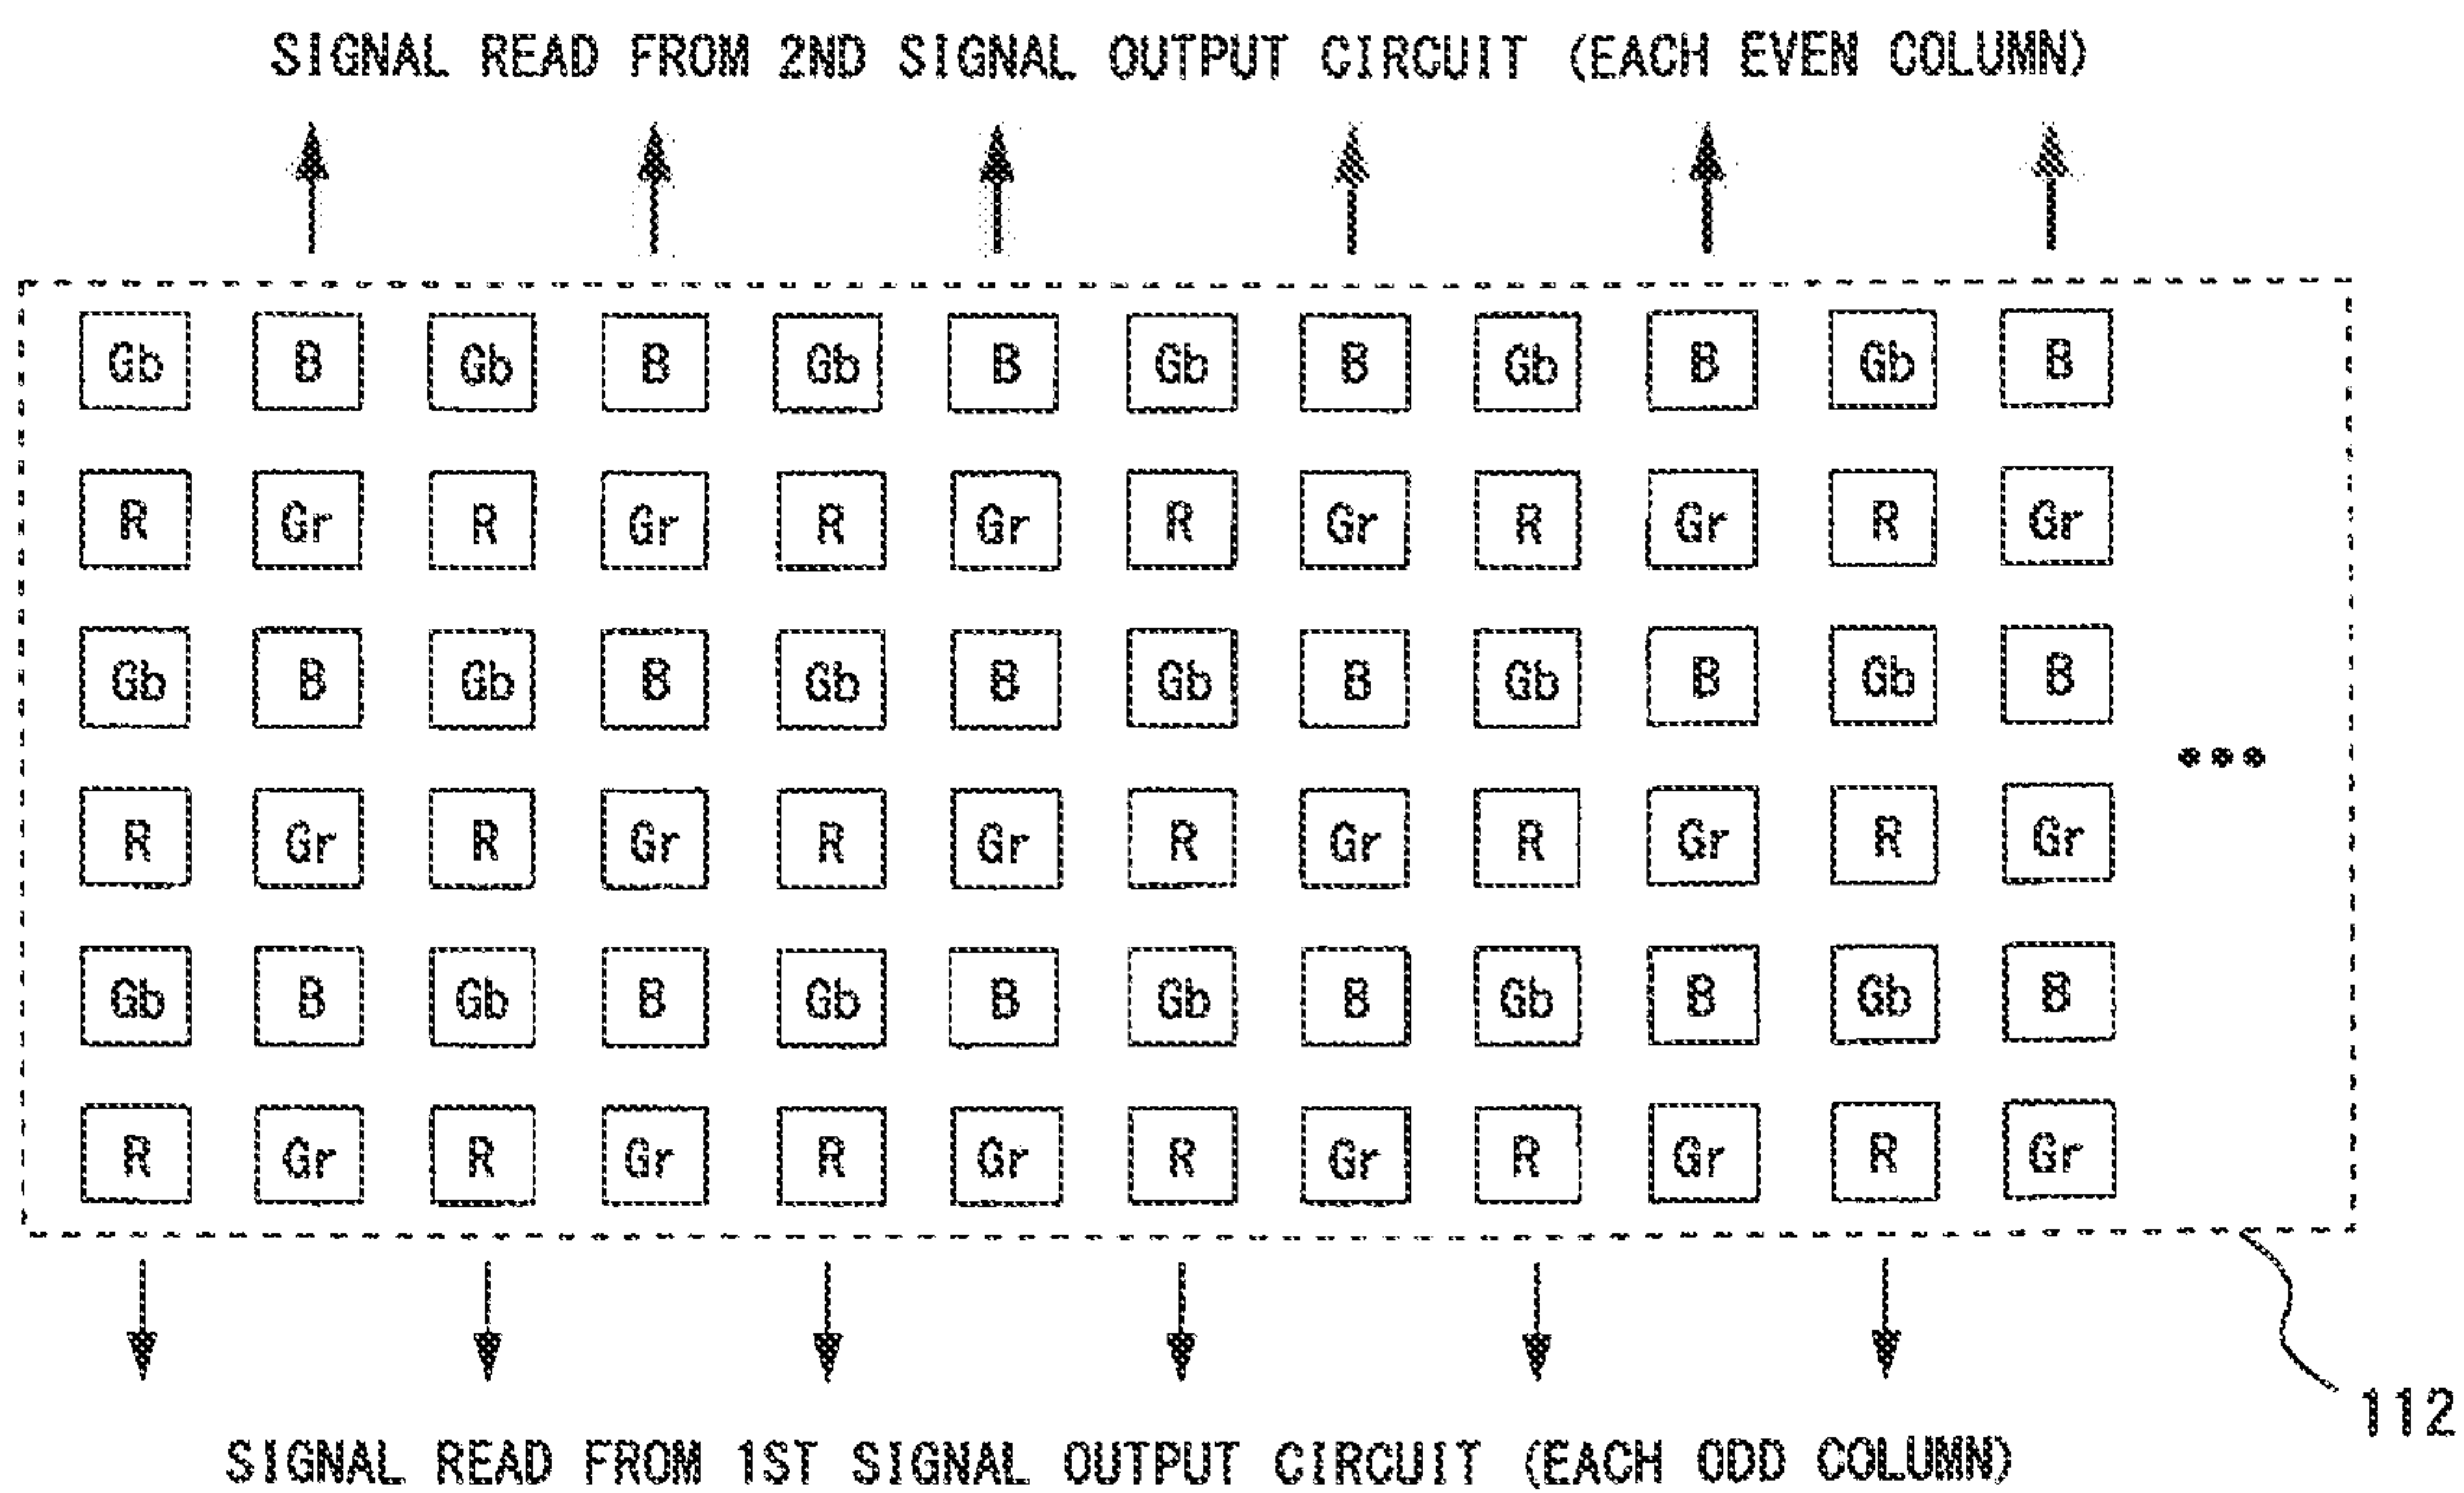 SIGNAL READ FROM 2ND SIGNAL OUTPUT CIRCUIT (EACH EVEN COLUMN)
Gb B Gb B Gb B Gb B Gb B Gb B
R Gr R Gr R Gr R Gr R Gr R Gr
Gb B Gb B Gb B Gb B Gb B Gb B
•••
R Gr R Gr R Gr R Gr R Gr R Gr
Gb B Gb B Gb B Gb B Gb B Gb B
R Gr R Gr R Gr R Gr R Gr R Gr
112
SIGNAL READ FROM 1ST SIGNAL OUTPUT CIRCUIT (EACH ODD COLUMN)